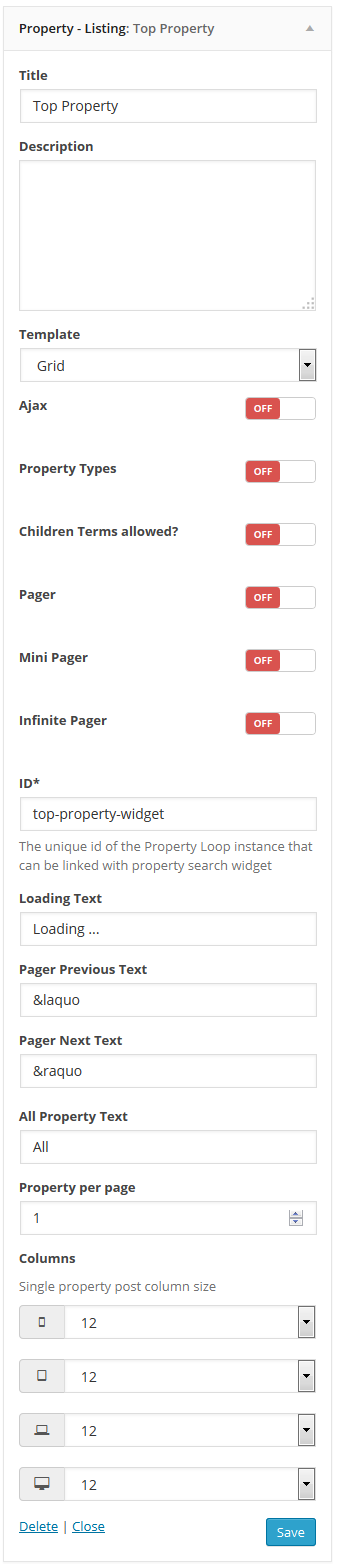 Property - Listing: Top Property
Title
Top Property
Description
Template
Grid
Ajax OFF
Property Types OFF
Children Terms allowed? OFF
Pager OFF
Mini Pager OFF
Infinite Pager OFF
ID*
top-property-widget
The unique id of the Property Loop instance that
can be linked with property search widget
Loading Text
Loading ...
Pager Previous Text
&laquo
Pager Next Text
&raquo
All Property Text
All
Property per page
1
Columns
Single property post column size
12
12
12
12
Delete | Close Save